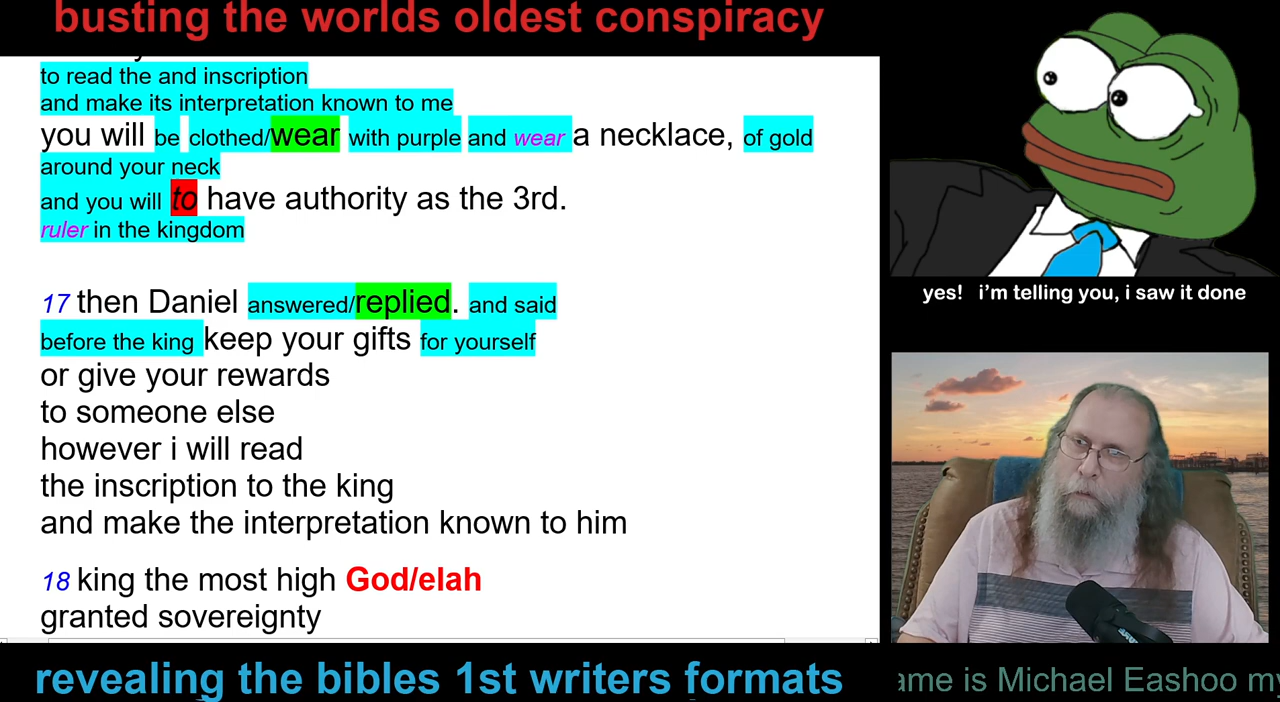 busting the worlds oldest conspiracy
to read the and inscription
and make its interpretation known to me
you will be clothed/wear with purple and wear a necklace, of gold
around your neck
and you will to have authority as the 3rd.
ruler in the kingdom
17 then Daniel answered/replied. and said
before the king keep your gifts for yourself
or give your rewards
to someone else
however i will read
the inscription to the king
and make the interpretation known to him
18 king the most high God/elah
granted sovereignty
yes! i'm telling you, i saw it done
revealing the bibles 1st writers formats
ame is Michael Eashoo my